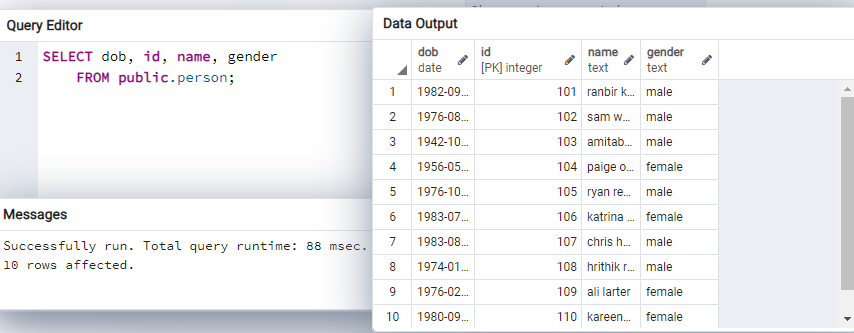 Query Editor
1 SELECT dob, id, name, gender
2 FROM public.person;
Messages
Successfully run. Total query runtime: 88 msec.
10 rows affected.
Data Output
dob id name gender
date [PK] integer text text
1 1982-09... 101 ranbir k... male
2 1976-08... 102 sam w... male
3 1942-10... 103 amitab... male
4 1956-05... 104 paige o... female
5 1976-10... 105 ryan re... male
6 1983-07... 106 katrina ... female
7 1983-08... 107 chris h... male
8 1974-01... 108 hrithik r... male
9 1976-02... 109 ali larter female
10 1980-09... 110 kareen... female